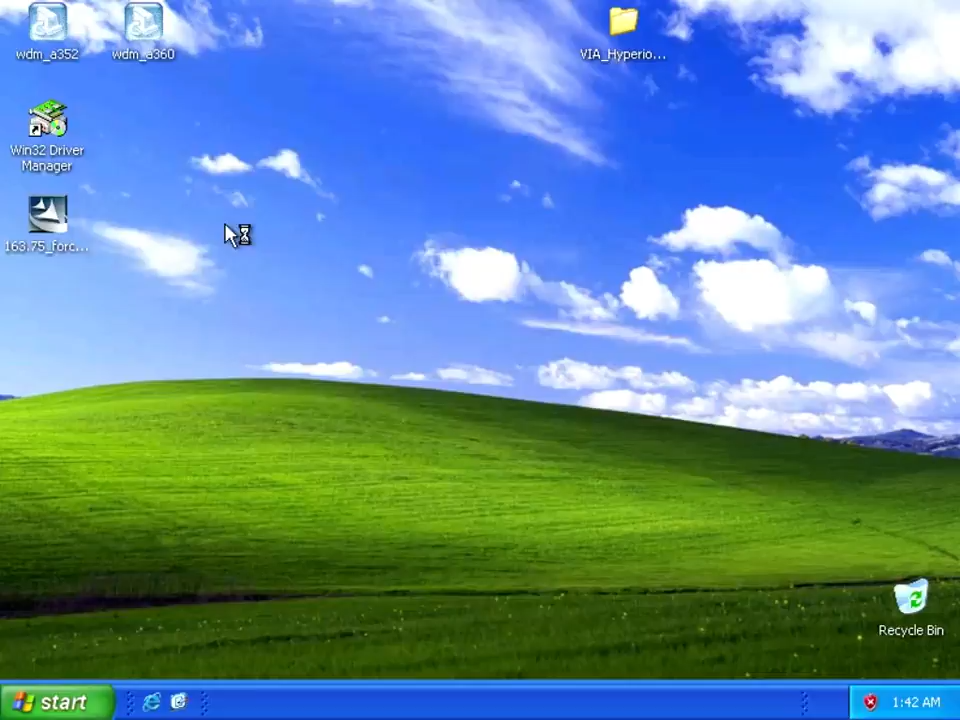 wdm_a352
wdm_a360
VIA_Hyperio...
Win32 Driver
Manager
163.75_forc...
Recycle Bin
start
1:42 AM